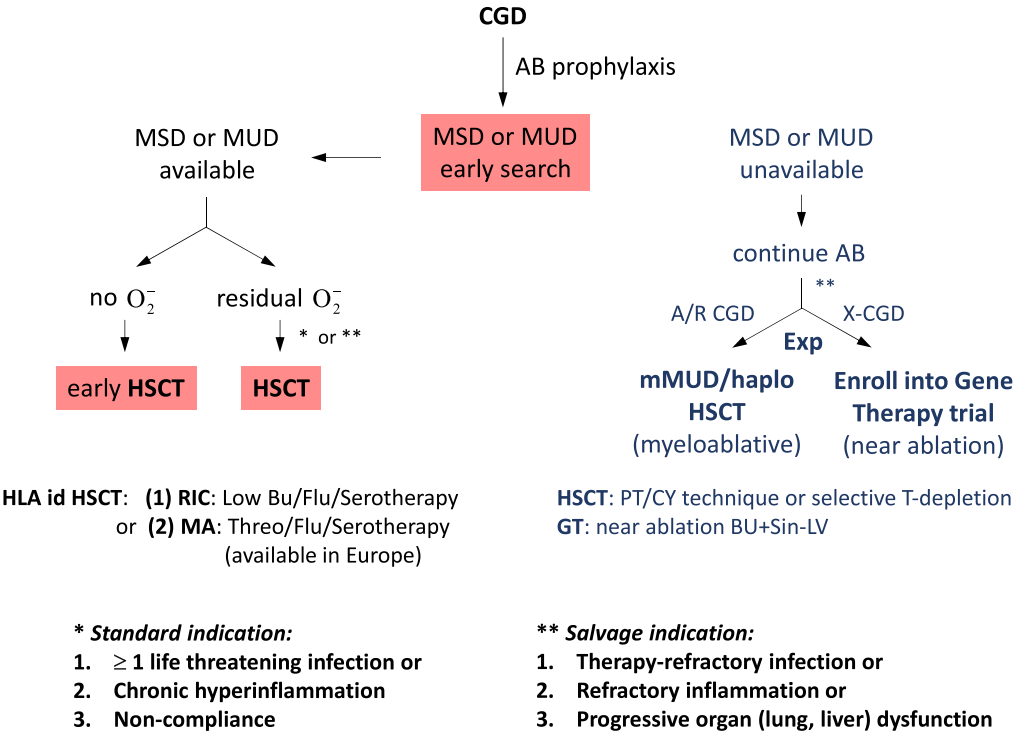 CGD
AB prophylaxis
MSD or MUD
early search
MSD or MUD
available
no O₂⁻
residual O₂⁻
* or **
early HSCT
HSCT
MSD or MUD
unavailable
continue AB
**
A/R CGD
X-CGD
Exp
mMUD/haplo
HSCT
(myeloablative)
Enroll into Gene
Therapy trial
(near ablation)
HLA id HSCT: (1) RIC: Low Bu/Flu/Serotherapy
or (2) MA: Threo/Flu/Serotherapy
(available in Europe)
HSCT: PT/CY technique or selective T-depletion
GT: near ablation BU+Sin-LV
* Standard indication:
1. ≥ 1 life threatening infection or
2. Chronic hyperinflammation
3. Non-compliance
** Salvage indication:
1. Therapy-refractory infection or
2. Refractory inflammation or
3. Progressive organ (lung, liver) dysfunction